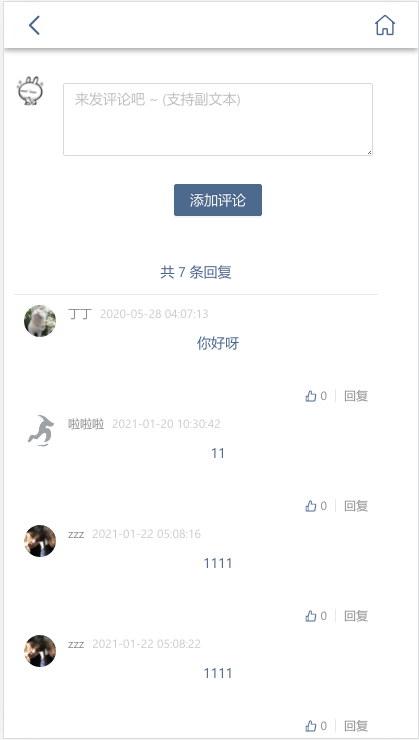 来发评论吧 ~ (支持副文本)
添加评论
共 7 条回复
丁丁 2020-05-28 04:07:13
你好呀
0 回复
啦啦啦 2021-01-20 10:30:42
11
0 回复
zzz 2021-01-22 05:08:16
1111
0 回复
zzz 2021-01-22 05:08:22
1111
0 回复